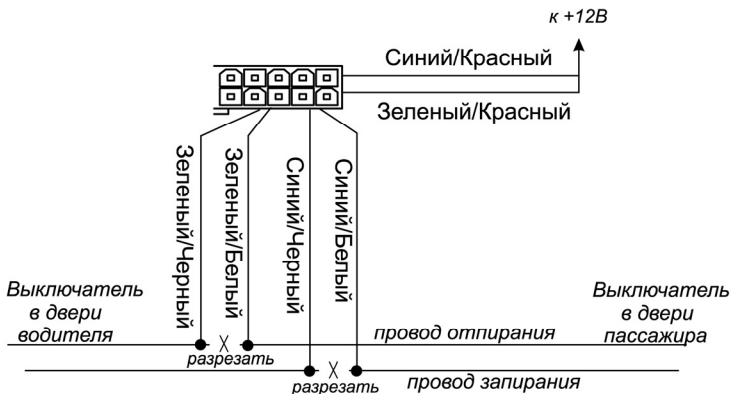 к +12В
Синий/Красный
Зеленый/Красный
Зеленый/Черный
Зеленый/Белый
Синий/Черный
Синий/Белый
Выключатель
в двери
водителя
Выключатель
в двери
пассажира
провод отпирания
разрезать
разрезать
провод запирания